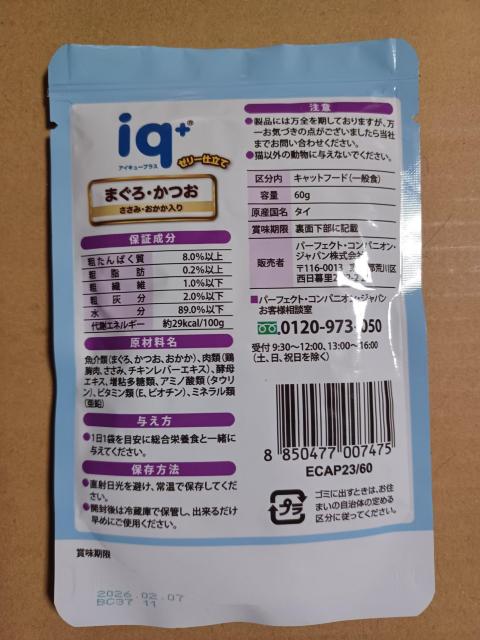 iq+®
アイキュープラス
ゼリー仕立て
まぐろ・かつお
ささみ・おかか入り
保証成分
粗たんぱく質 8.0%以上
粗脂肪 0.2%以上
粗繊維 1.0%以下
粗灰分 2.0%以下
水分 89.0%以下
代謝エネルギー 約29kcal/100g
原材料名
魚介類(まぐろ、かつお、おかか)、肉類(鶏
胸肉、ささみ、チキンレバーエキス)、酵母
エキス、増粘多糖類、アミノ酸類(タウリ
ン)、ビタミン類(E、ビオチン)、ミネラル類
(亜鉛)
与え方
●1日1袋を目安に総合栄養食と一緒に
与えてください。
保存方法
●直射日光を避け、常温で保存してくだ
さい。
●開封後は冷蔵庫で保管し、出来るだけ
早めにご使用ください。
注意
●製品には万全を期しておりますが、万
一お気づきの点がございましたら当社
までお問い合わせください。
●猫以外の動物に与えないでください。
区分内 キャットフード(一般食)
容量 60g
原産国名 タイ
賞味期限 裏面下部に記載
販売者 パーフェクト・コンパニオン・
ジャパン株式会社
〒116-0013 都荒川区
西日暮里
■パーフェクト・コンパニオン・ジャパン
お客様相談室
0120-973-050
受付 9:30〜12:00、13:00〜16:00
(土、日、祝日を除く)
8 850477 007475
ECAP23/60
プラ
ゴミに出すときは、お住
まいの自治体の定める
区分に従ってください。
賞味期限
2026.02.07
BC37 11